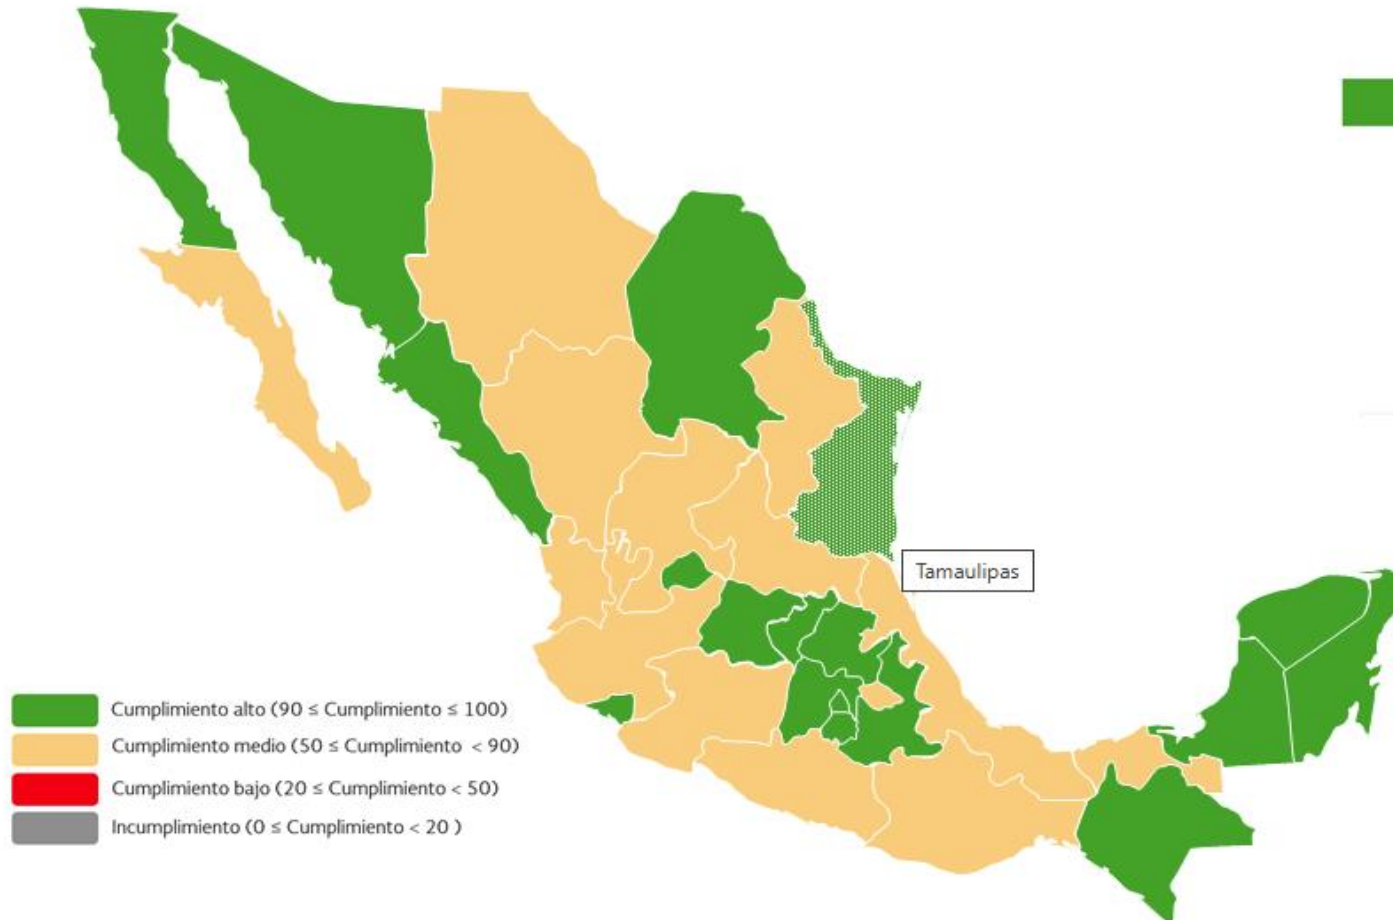 Tamaulipas
Cumplimiento alto (90 ≤ Cumplimiento ≤ 100)
Cumplimiento medio (50 ≤ Cumplimiento < 90)
Cumplimiento bajo (20 ≤ Cumplimiento < 50)
Incumplimiento (0 ≤ Cumplimiento < 20 )